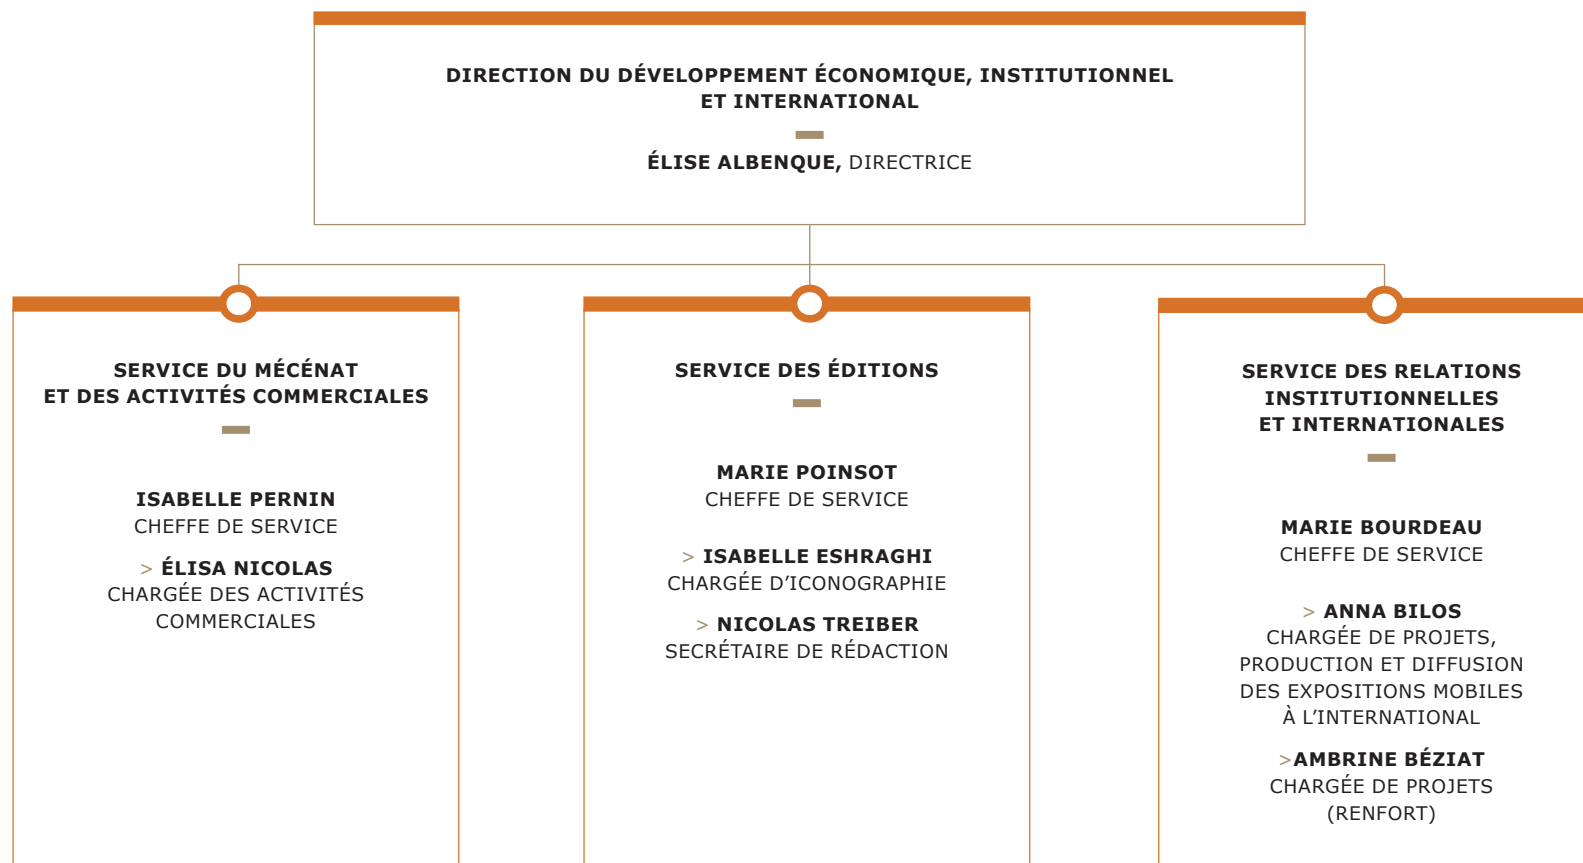 DIRECTION DU DÉVELOPPEMENT ÉCONOMIQUE, INSTITUTIONNEL
ET INTERNATIONAL
ÉLISE ALBENQUE, DIRECTRICE
SERVICE DU MÉCÉNAT
ET DES ACTIVITÉS COMMERCIALES
ISABELLE PERNIN
CHEFFE DE SERVICE
> ÉLISA NICOLAS
CHARGÉE DES ACTIVITÉS
COMMERCIALES
SERVICE DES ÉDITIONS
MARIE POINSOT
CHEFFE DE SERVICE
> ISABELLE ESHRAGHI
CHARGÉE D’ICONOGRAPHIE
> NICOLAS TREIBER
SECRÉTAIRE DE RÉDACTION
SERVICE DES RELATIONS
INSTITUTIONNELLES
ET INTERNATIONALES
MARIE BOURDEAU
CHEFFE DE SERVICE
> ANNA BILOS
CHARGÉE DE PROJETS,
PRODUCTION ET DIFFUSION
DES EXPOSITIONS MOBILES
À L’INTERNATIONAL
>AMBRINE BÉZIAT
CHARGÉE DE PROJETS
(RENFORT)